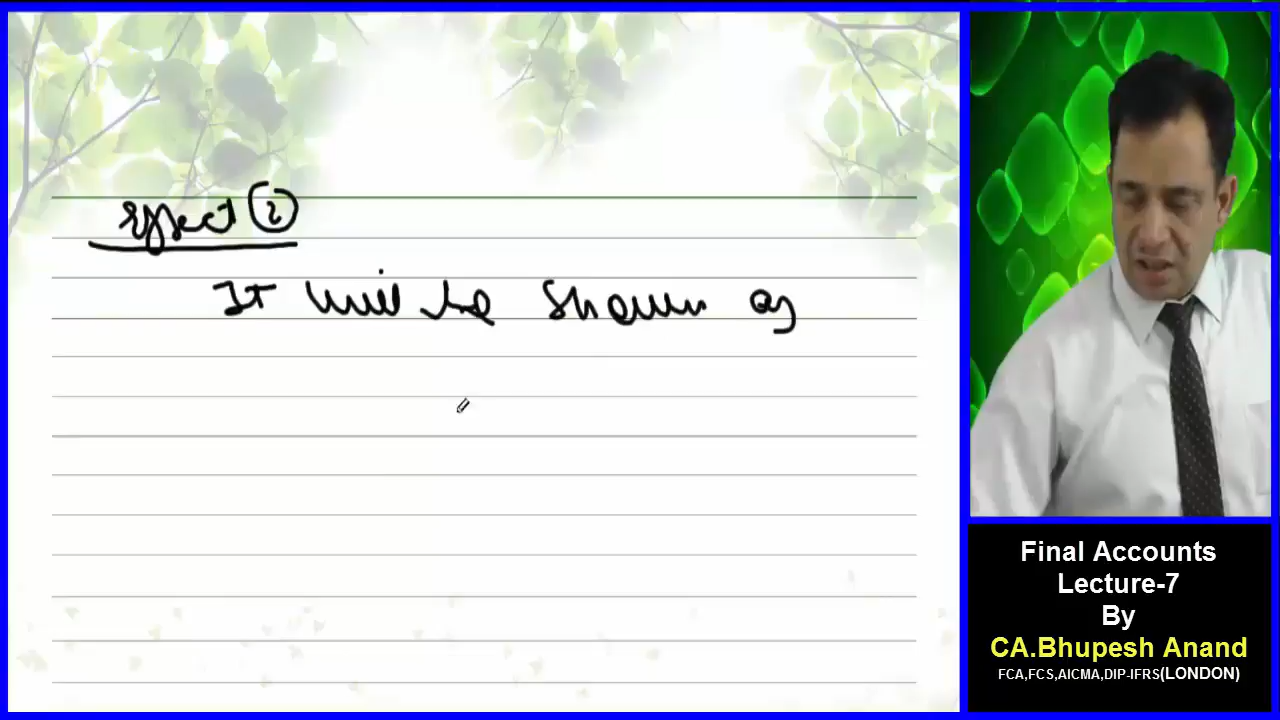 Effect (2)
It will be shown as
Final Accounts
Lecture-7
By
CA.Bhupesh Anand
FCA,FCS,AICMA,DIP-IFRS(LONDON)